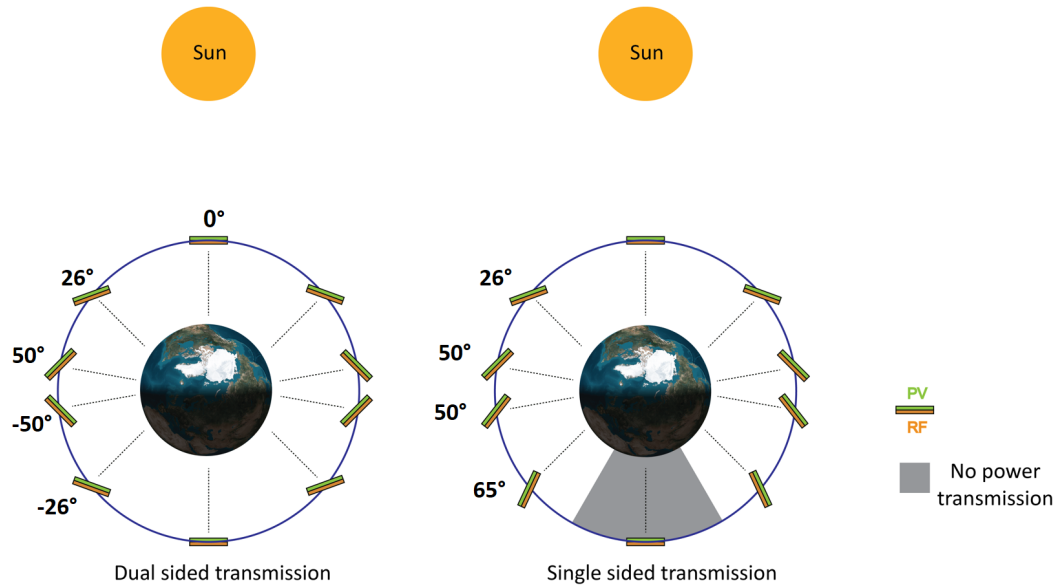 Sun
Sun
0°
26°
26°
50°
50°
-50°
50°
-26°
65°
PV
RF
No power
transmission
Dual sided transmission
Single sided transmission